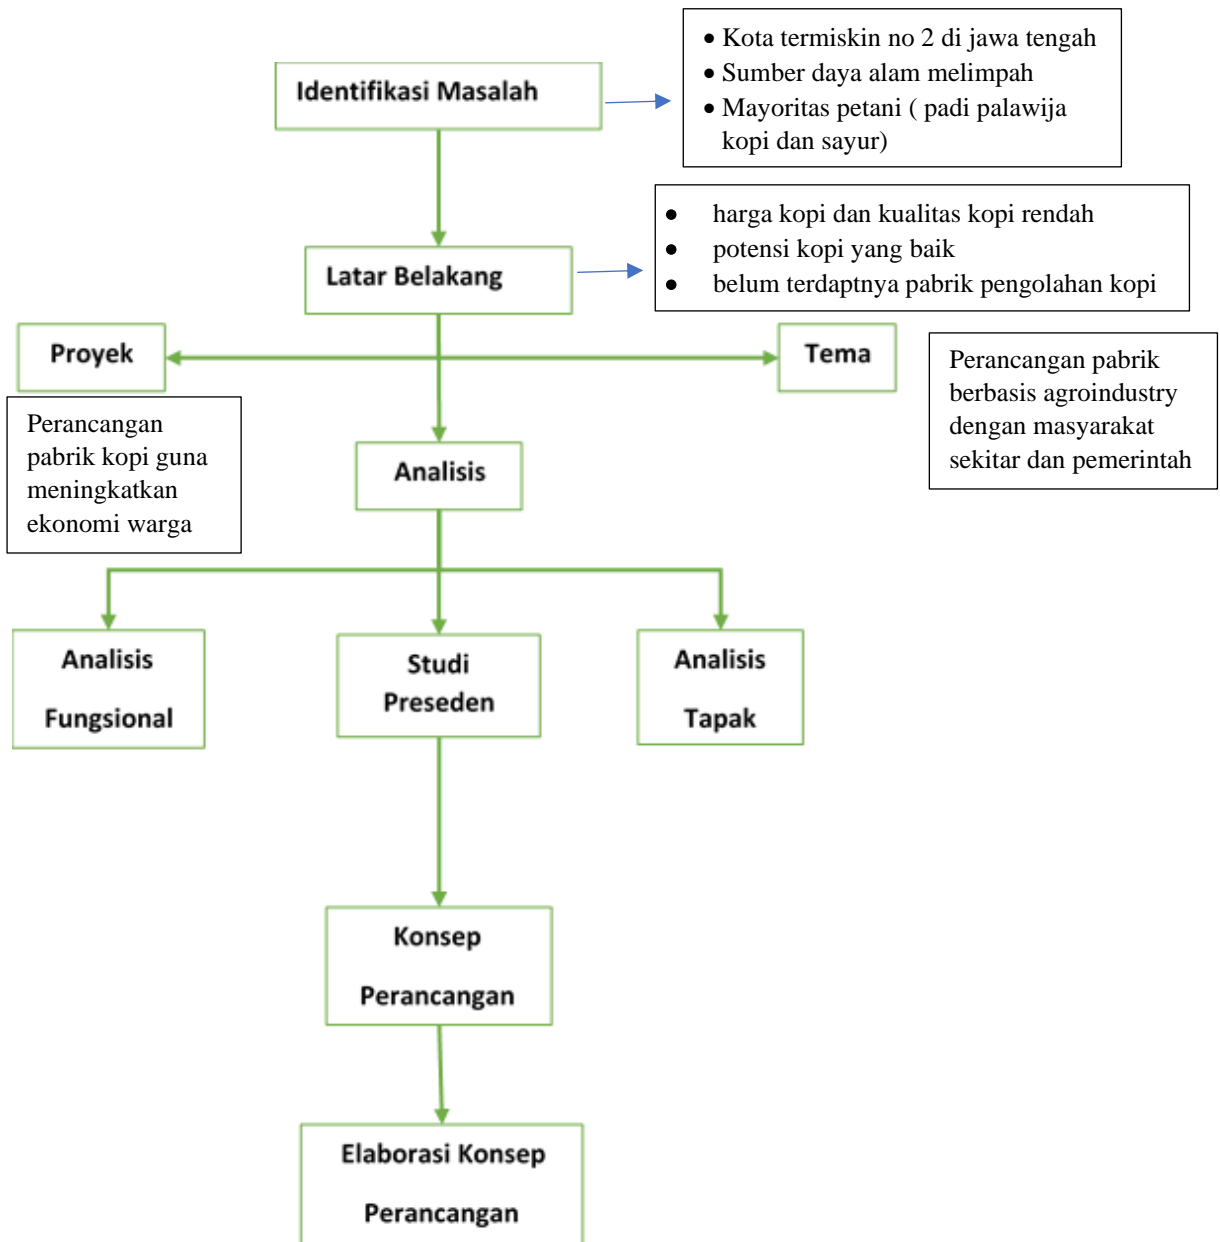 Identifikasi Masalah
• Kota termiskin no 2 di jawa tengah
• Sumber daya alam melimpah
• Mayoritas petani ( padi palawija
kopi dan sayur)
Latar Belakang
• harga kopi dan kualitas kopi rendah
• potensi kopi yang baik
• belum terdaptnya pabrik pengolahan kopi
Proyek
Tema
Perancangan
pabrik kopi guna
meningkatkan
ekonomi warga
Perancangan pabrik
berbasis agroindustry
dengan masyarakat
sekitar dan pemerintah
Analisis
Analisis
Fungsional
Studi
Preseden
Analisis
Tapak
Konsep
Perancangan
Elaborasi Konsep
Perancangan